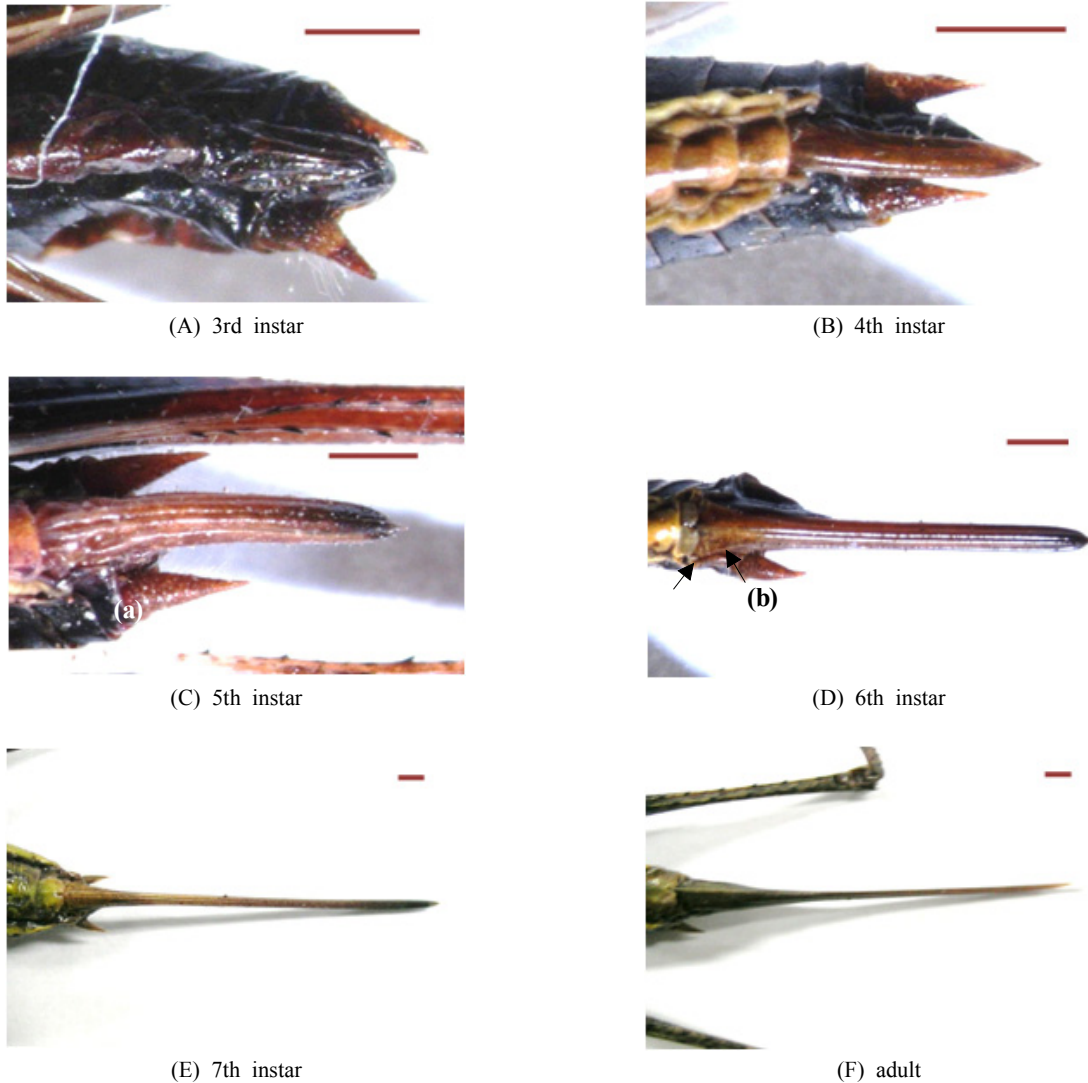 (A) 3rd instar
(B) 4th instar
(a)
(b)
(C) 5th instar
(D) 6th instar
(E) 7th instar
(F) adult